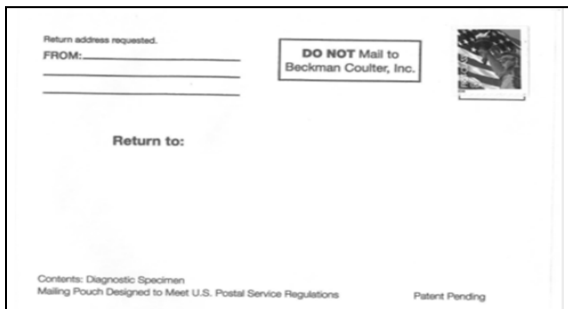 Return address requested.
FROM:
DO NOT Mail to
Beckman Coulter, Inc.
Return to:
Contents: Diagnostic Specimen
Mailing Pouch Designed to Meet U.S. Postal Service Regulations
Patent Pending